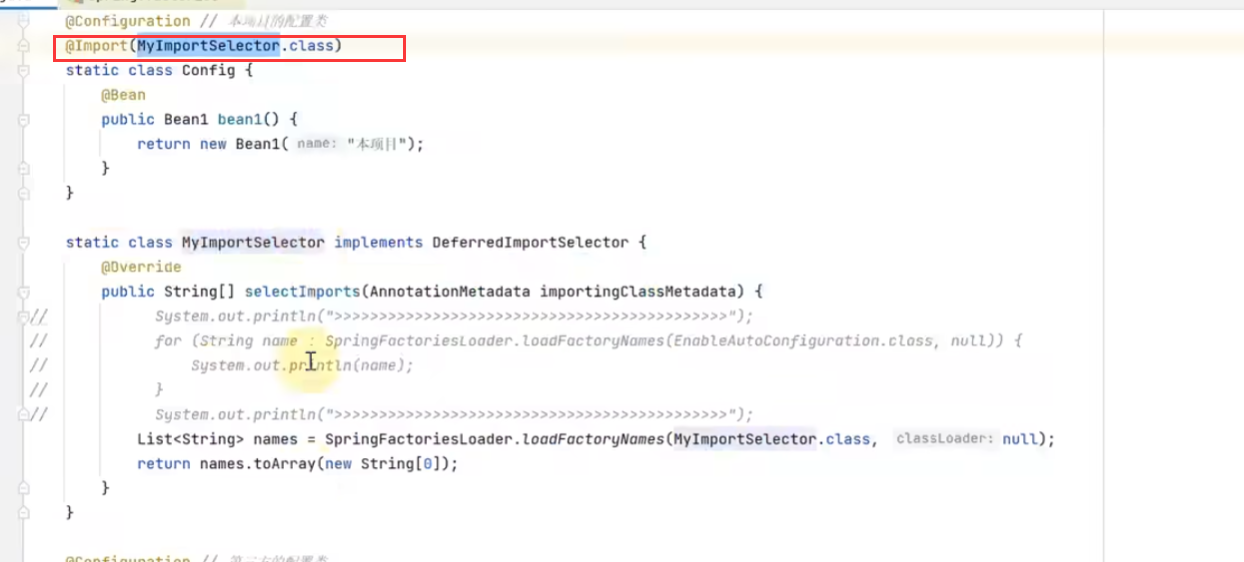 @Configuration // 本项目的配置类
@Import(MyImportSelector.class)
static class Config {
@Bean
public Bean1 bean1() {
return new Bean1( name: "本项目");
}
}
static class MyImportSelector implements DeferredImportSelector {
@Override
public String[] selectImports(AnnotationMetadata importingClassMetadata) {
// System.out.println(">>>>>>>>>>>>>>>>>>>>>>>>>>>>>>>>>>>>>>>>>>>>");
// for (String name : SpringFactoriesLoader.loadFactoryNames(EnableAutoConfiguration.class, null)) {
// System.out.println(name);
// }
// System.out.println(">>>>>>>>>>>>>>>>>>>>>>>>>>>>>>>>>>>>>>>>>>>>");
List<String> names = SpringFactoriesLoader.loadFactoryNames(MyImportSelector.class, classLoader: null);
return names.toArray(new String[0]);
}
}
@Configuration // 第三方的配置类